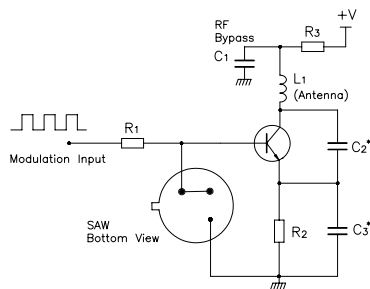 +V
RF
Bypass
R3
C1
L1
(Antenna)
R1
Modulation Input
C2*
SAW
Bottom View
R2
C3*